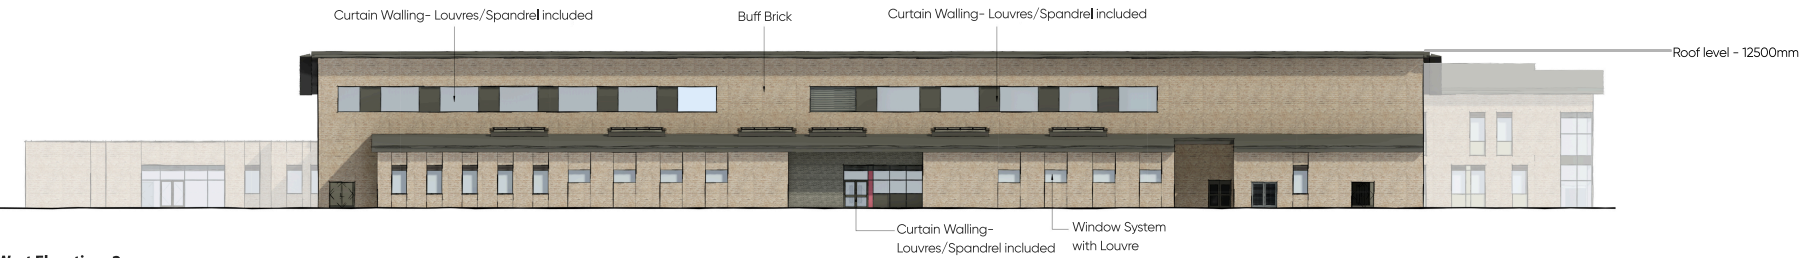 Curtain Walling- Louvres/Spandrel included
Buff Brick
Curtain Walling- Louvres/Spandrel included
Roof level - 12500mm
Curtain Walling-
Louvres/Spandrel included
Window System
with Louvre